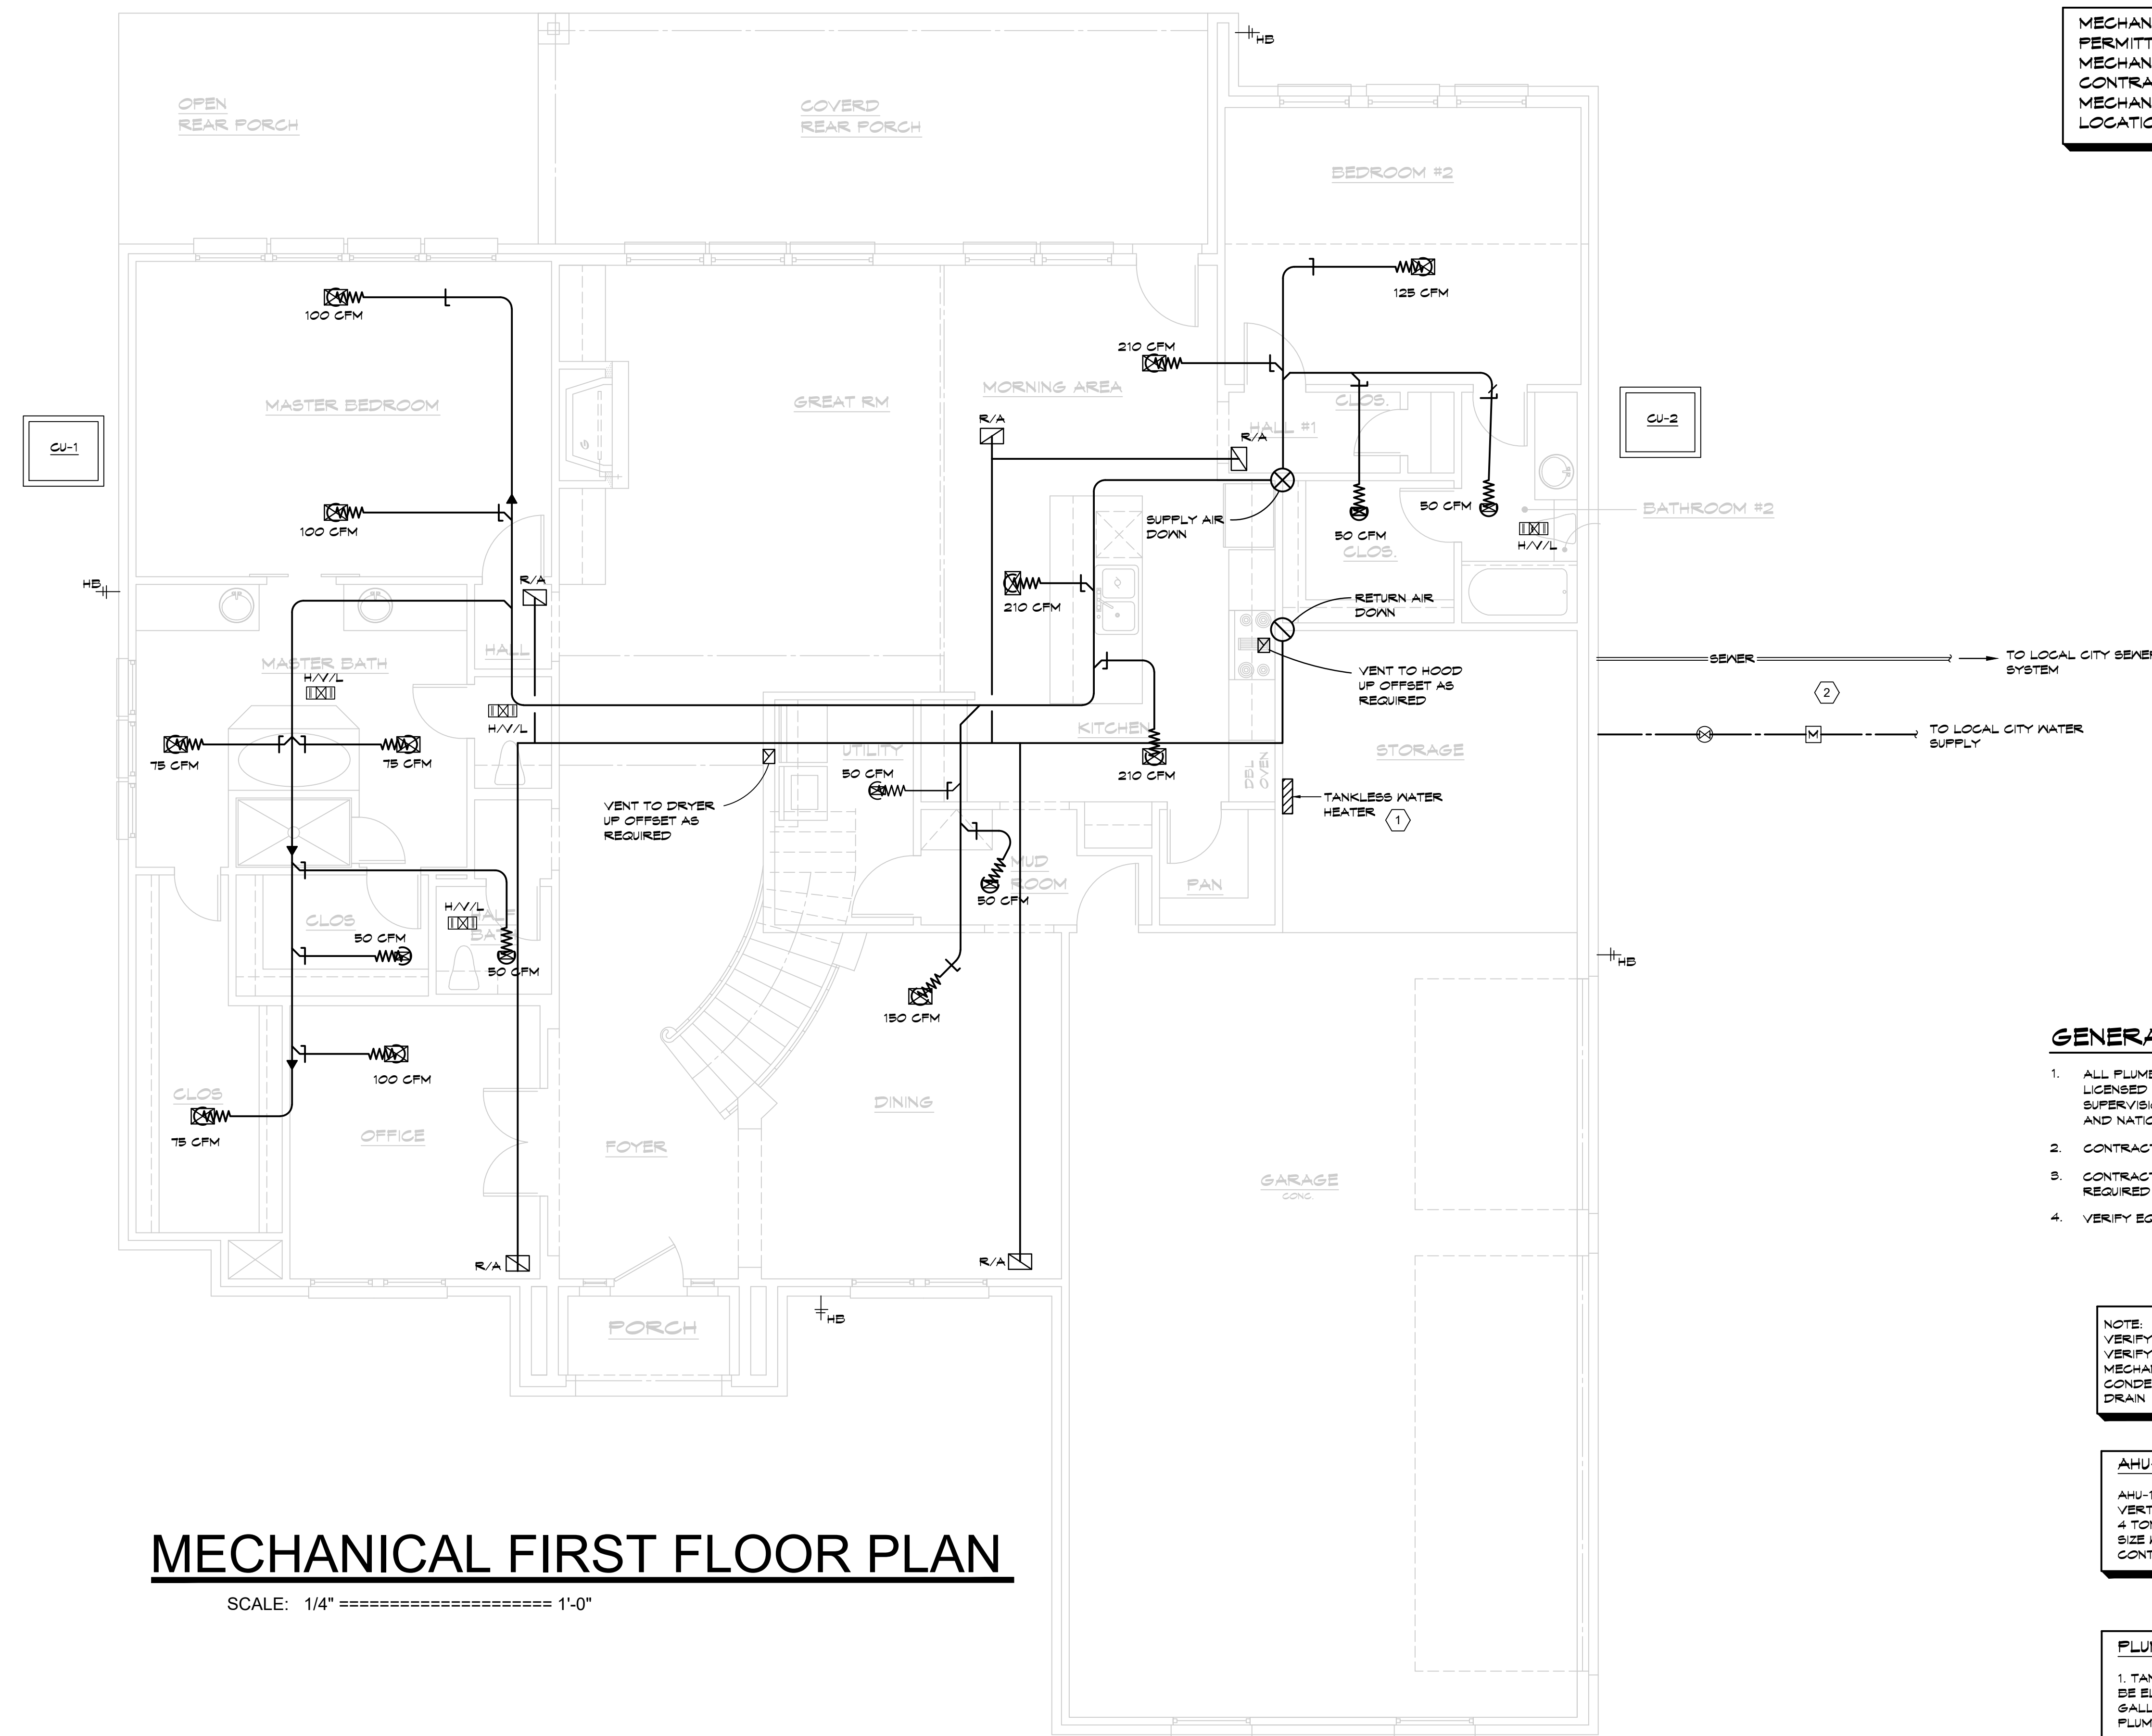 HB
MECHAN
PERMITT
MECHAN
CONTRA
MECHAN
LOCATIO
OPEN
REAR PORCH
COVERD
REAR PORCH
BEDROOM #2
125 CFM
100 CFM
210 CFM
MASTER BEDROOM
GREAT RM
MORNING AREA
CLOS.
HALL #1
R/A
R/A
CU-1
CU-2
100 CFM
SUPPLY AIR
DOWN
50 CFM
50 CFM
BATHROOM #2
H/V/L
CLOS.
HB
R/A
210 CFM
RETURN AIR
DOWN
HALL
MASTER BATH
H/V/L
VENT TO HOOD
UP OFFSET AS
REQUIRED
SEWER
TO LOCAL CITY SEWER
SYSTEM
2
H/V/L
KITCHEN
M
TO LOCAL CITY WATER
SUPPLY
UTILITY
STORAGE
75 CFM
75 CFM
50 CFM
210 CFM
DBL
OVEN
VENT TO DRYER
UP OFFSET AS
REQUIRED
TANKLESS WATER
HEATER
1
MUD
ROOM
PAN
50 CFM
H/V/L
CLOS
HALF
BAT
50 CFM
50 CFM
HB
150 CFM
100 CFM
CLOS
75 CFM
OFFICE
FOYER
DINING
GARAGE
CONC.
R/A
R/A
HB
PORCH
GENERA
1. ALL PLUMB
LICENSED
SUPERVISI
AND NATIO
2. CONTRACT
3. CONTRACT
REQUIRED
4. VERIFY EQ
NOTE:
VERIFY
VERIFY
MECHAN
CONDE
DRAIN
AHU-
AHU-1
VERT
4 TON
SIZE
CONT
PLUM
1. TAN
BE EL
GALL
PLUM
MECHANICAL FIRST FLOOR PLAN
SCALE: 1/4" ===================== 1'-0"